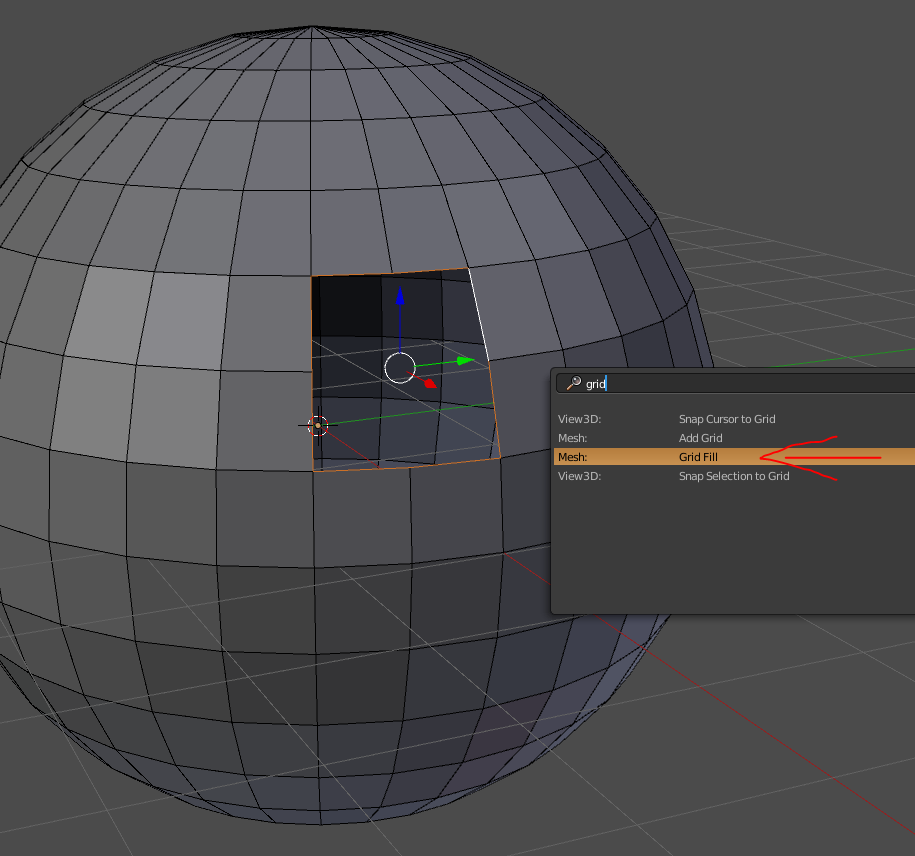 grid
View3D: Snap Cursor to Grid
Mesh: Add Grid
Mesh: Grid Fill
View3D: Snap Selection to Grid